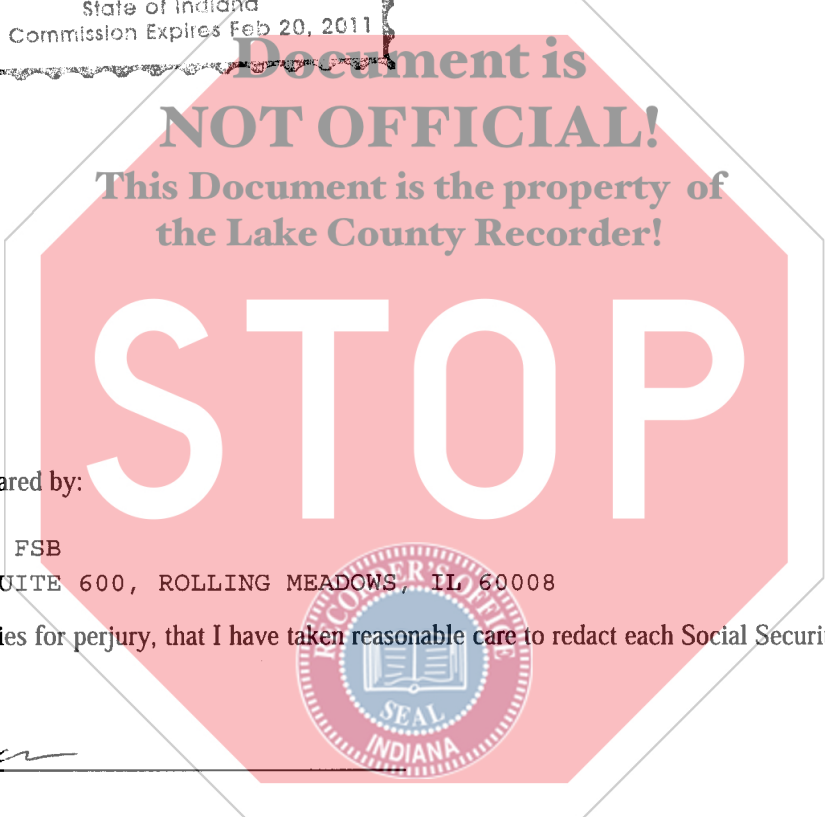 State of Indiana
Commission Expires Feb 20, 2011
Document is
NOT OFFICIAL!
This Document is the property of
the Lake County Recorder!
STOP
ared by:
FSB
UITE 600, ROLLING MEADOWS, IL 60008
ies for perjury, that I have taken reasonable care to redact each Social Securi
RECORDER'S OFFICE
SEAL
INDIANA